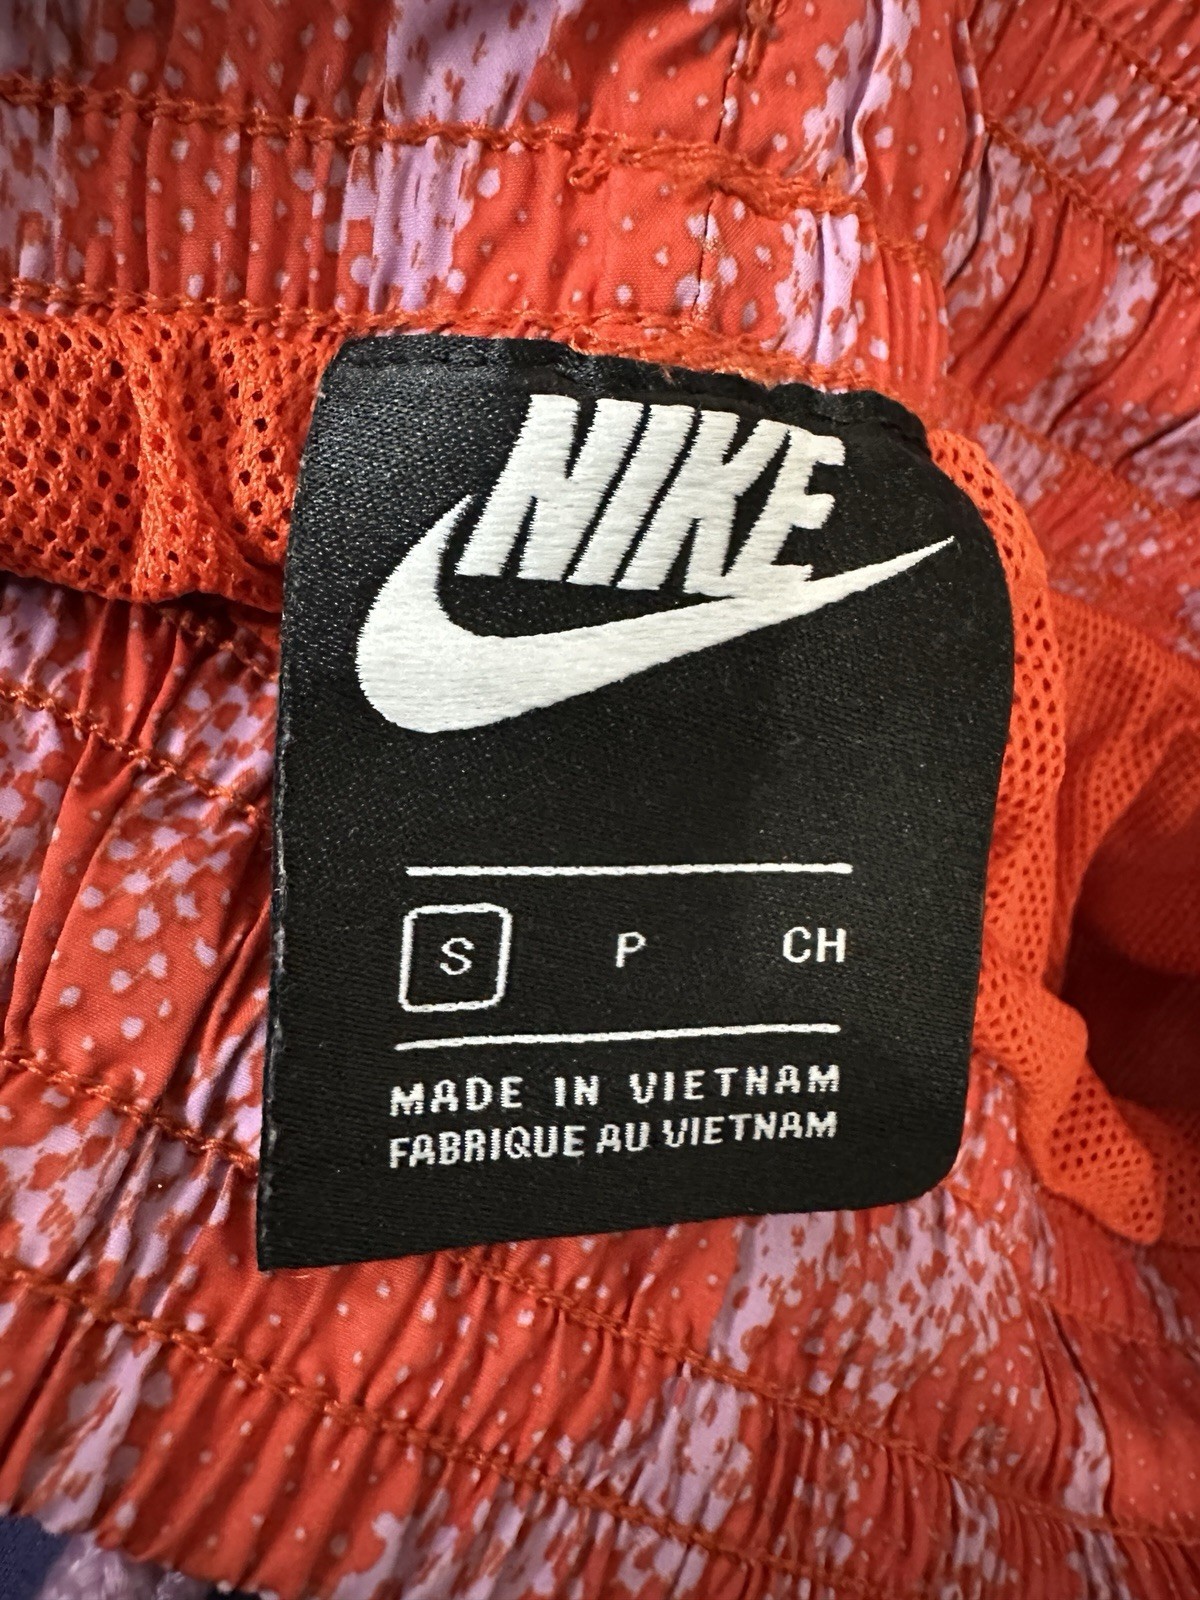 NIKE
S P CH
MADE IN VIETNAM
FABRIQUE AU VIETNAM